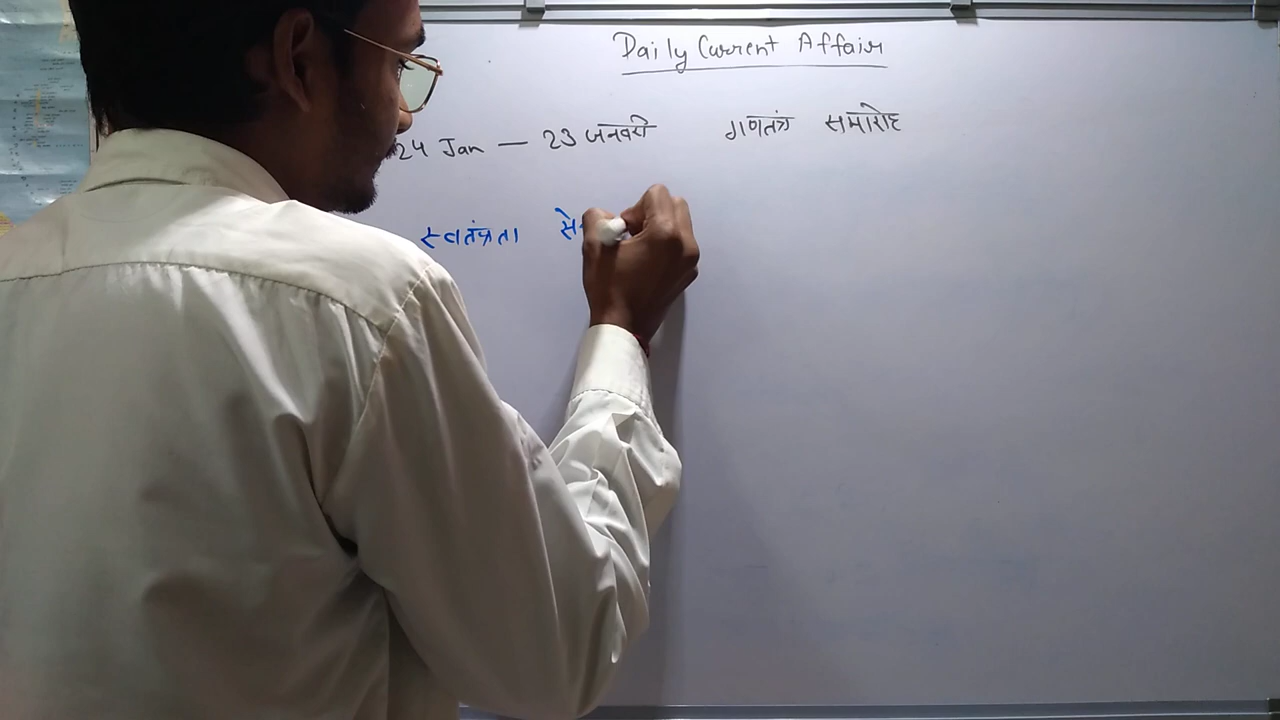 Daily Current Affair
24 Jan — 23 जनवरी गणतंत्र समारोह
स्वतंत्रता